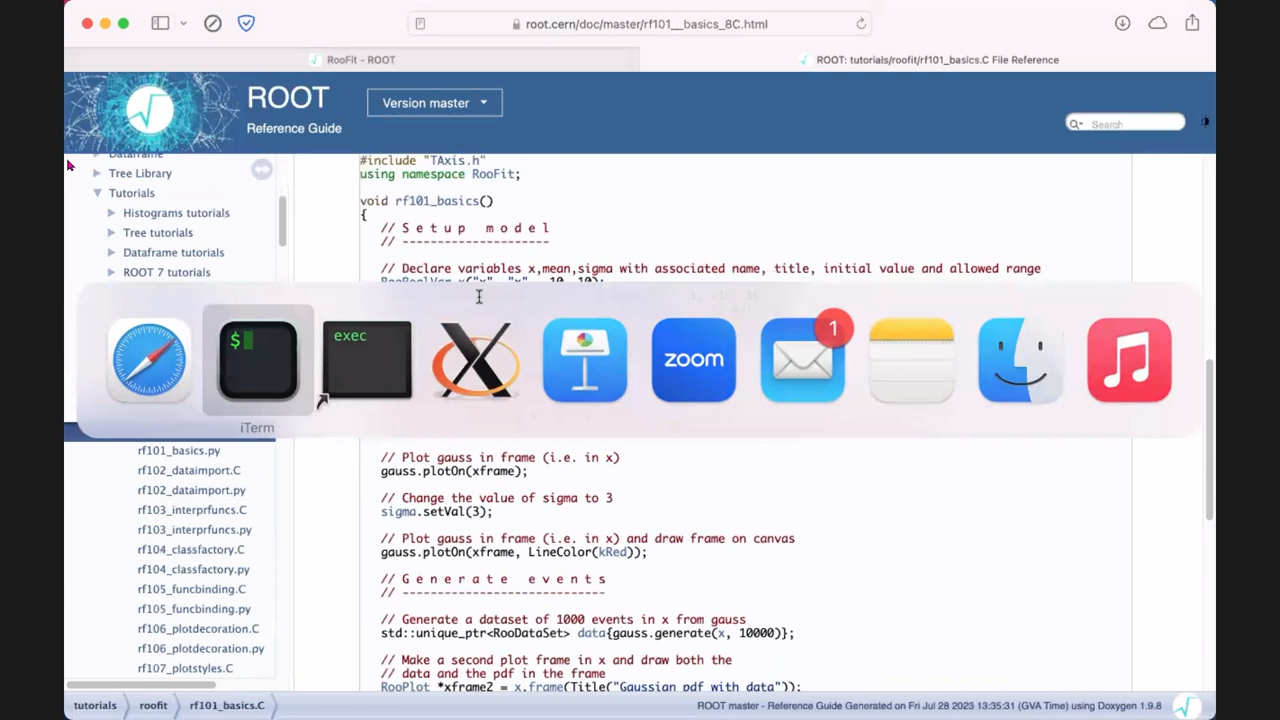 root.cern/doc/master/rf101__basics_8C.html
RooFit - ROOT
ROOT: tutorials/roofit/rf101_basics.C File Reference
ROOT
Reference Guide
Version master
Search
Dataframe
Tree Library
Tutorials
Histograms tutorials
Tree tutorials
Dataframe tutorials
ROOT 7 tutorials
#include "TAxis.h"
using namespace RooFit;
void rf101_basics()
{
// S e t u p   m o d e l
// ---------------------
// Declare variables x,mean,sigma with associated name, title, initial value and allowed range
RooRealVar x("x", "x", -10, 10);
$
exec
zoom
1
iTerm
rf101_basics.py
rf102_dataimport.C
rf102_dataimport.py
rf103_interprfuncs.C
rf103_interprfuncs.py
rf104_classfactory.C
rf104_classfactory.py
rf105_funcbinding.C
rf105_funcbinding.py
rf106_plotdecoration.C
rf106_plotdecoration.py
rf107_plotstyles.C
// Plot gauss in frame (i.e. in x)
gauss.plotOn(xframe);
// Change the value of sigma to 3
sigma.setVal(3);
// Plot gauss in frame (i.e. in x) and draw frame on canvas
gauss.plotOn(xframe, LineColor(kRed));
// G e n e r a t e   e v e n t s
// -----------------------------
// Generate a dataset of 1000 events in x from gauss
std::unique_ptr<RooDataSet> data{gauss.generate(x, 10000)};
// Make a second plot frame in x and draw both the
// data and the pdf in the frame
RooPlot *xframe2 = x.frame(Title("Gaussian pdf with data"));
tutorials
roofit
rf101_basics.C
ROOT master - Reference Guide Generated on Fri Jul 28 2023 13:35:31 (GVA Time) using Doxygen 1.9.8